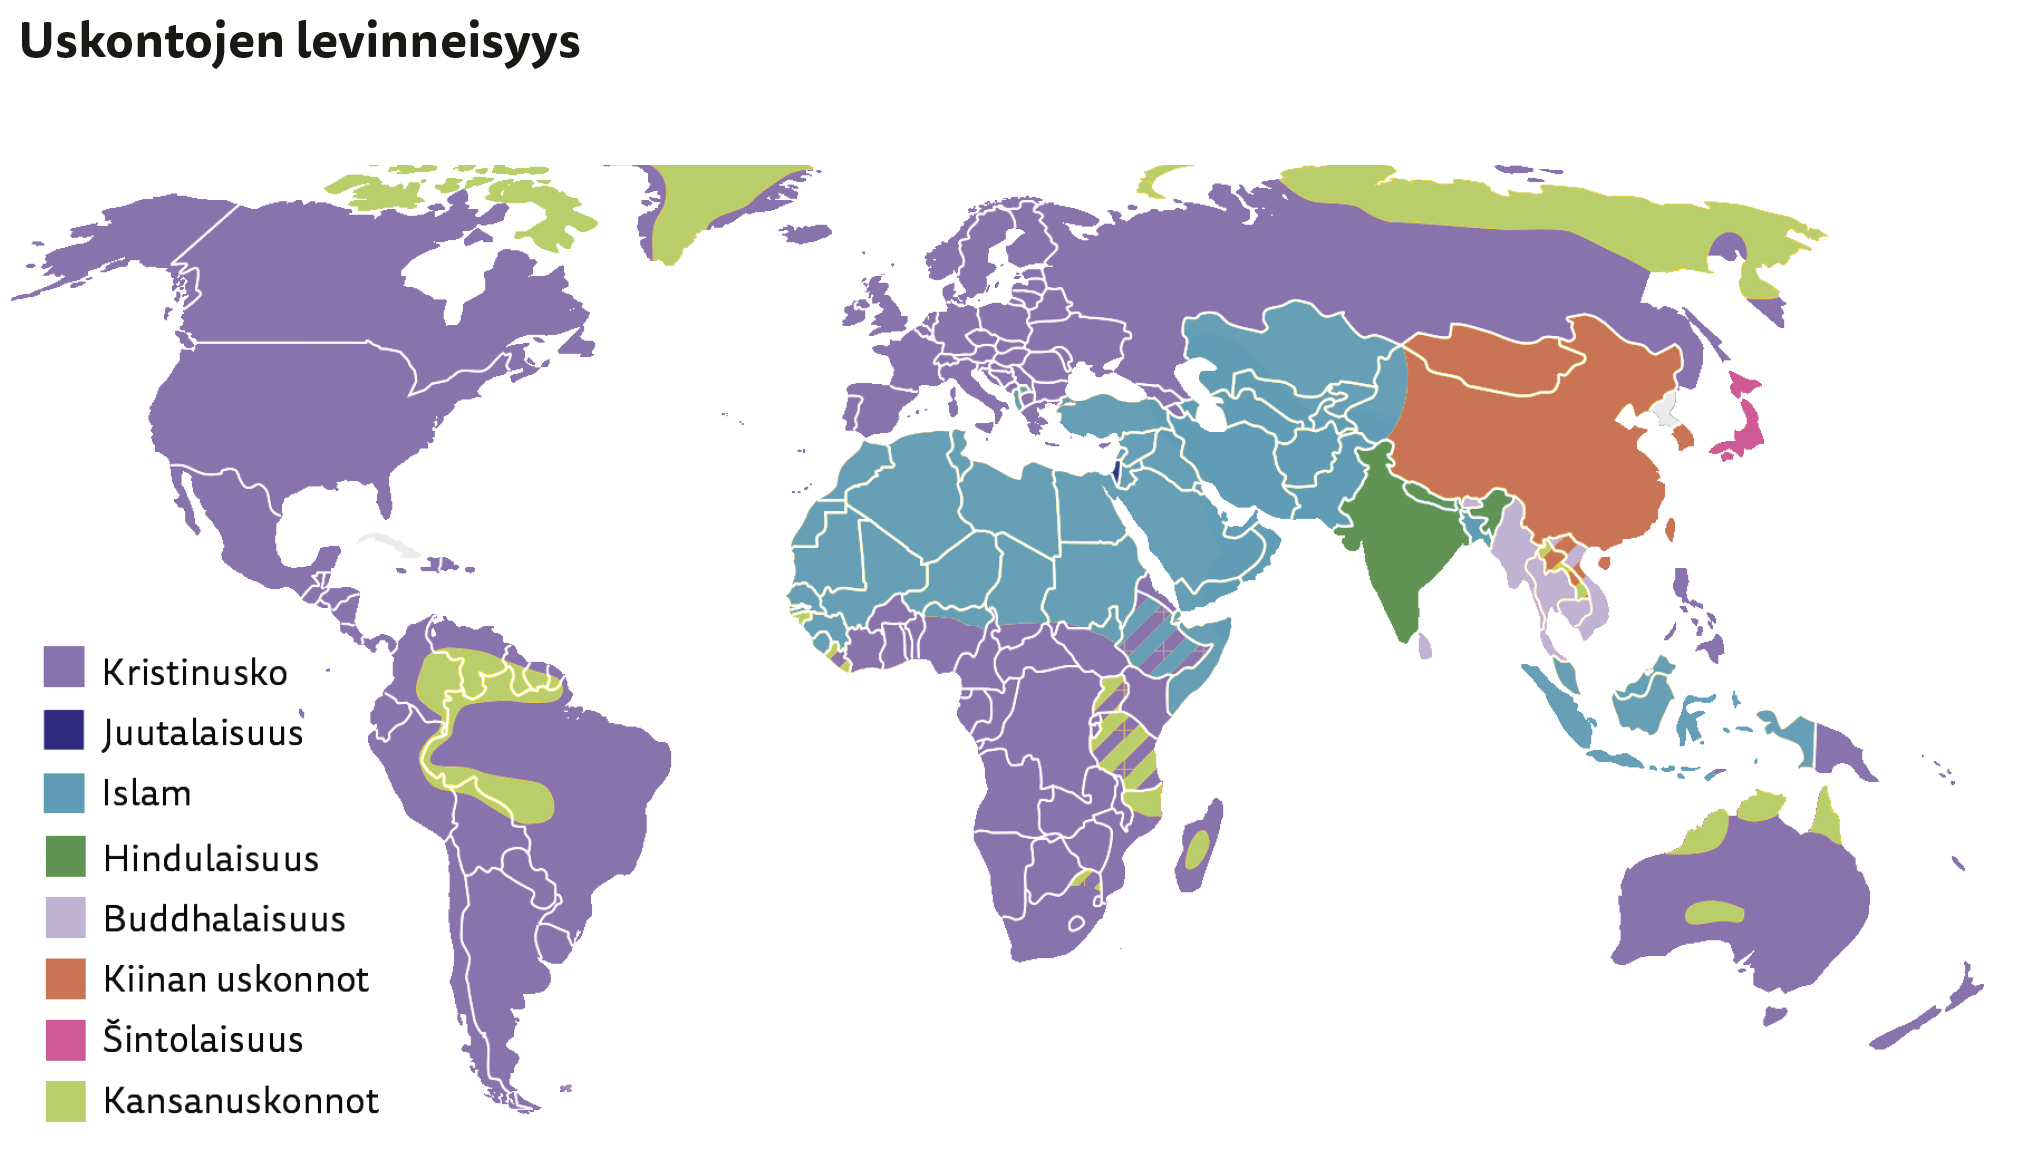 Uskontojen levinneisyys
Kristinusko
Juutalaisuus
Islam
Hindulaisuus
Buddhalaisuus
Kiinan uskonnot
Šintolaisuus
Kansanuskonnot